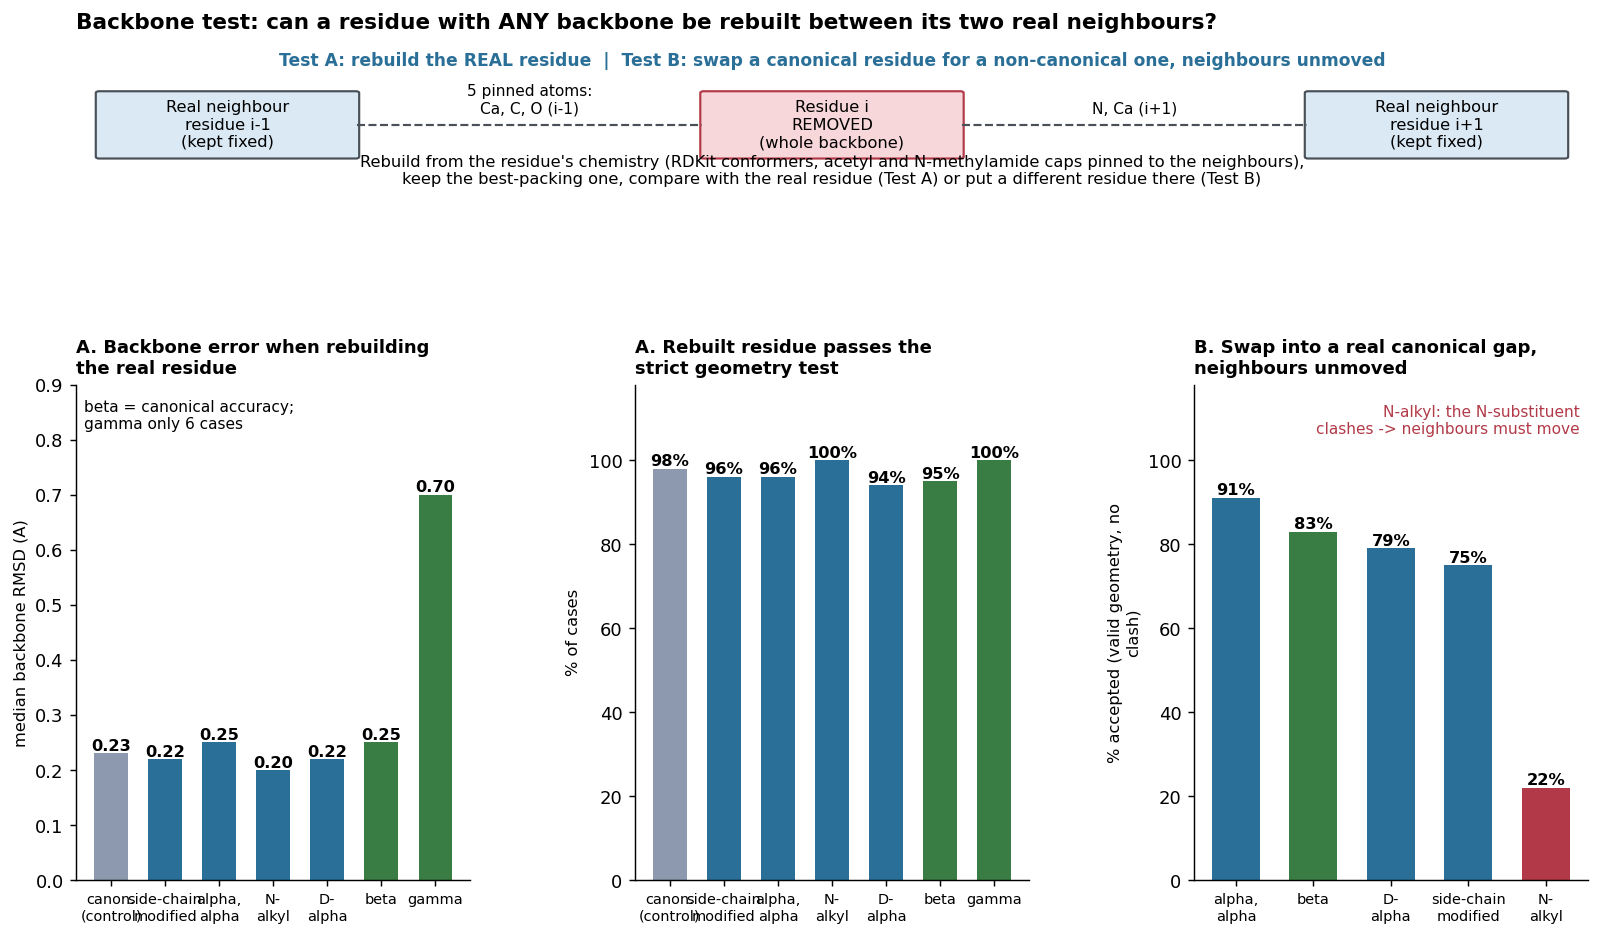 Backbone test: can a residue with ANY backbone be rebuilt between its two real neighbours?
Test A: rebuild the REAL residue | Test B: swap a canonical residue for a non-canonical one, neighbours unmoved
Real neighbour
residue i-1
(kept fixed)
5 pinned atoms:
Ca, C, O (i-1)
Residue i
REMOVED
(whole backbone)
N, Ca (i+1)
Real neighbour
residue i+1
(kept fixed)
Rebuild from the residue's chemistry (RDKit conformers, acetyl and N-methylamide caps pinned to the neighbours),
keep the best-packing one, compare with the real residue (Test A) or put a different residue there (Test B)
A. Backbone error when rebuilding
the real residue
beta = canonical accuracy;
gamma only 6 cases
median backbone RMSD (A)
0.9
0.8
0.7
0.6
0.5
0.4
0.3
0.2
0.1
0.0
0.23
0.22
0.25
0.20
0.22
0.25
0.70
canon.
(control)
side-chain
modified
alpha,
alpha
N-
alkyl
D-
alpha
beta
gamma
A. Rebuilt residue passes the
strict geometry test
% of cases
100
80
60
40
20
0
98%
96%
96%
100%
94%
95%
100%
canon.
(control)
side-chain
modified
alpha,
alpha
N-
alkyl
D-
alpha
beta
gamma
B. Swap into a real canonical gap,
neighbours unmoved
N-alkyl: the N-substituent
clashes -> neighbours must move
% accepted (valid geometry, no
clash)
100
80
60
40
20
0
91%
83%
79%
75%
22%
alpha,
alpha
beta
D-
alpha
side-chain
modified
N-
alkyl